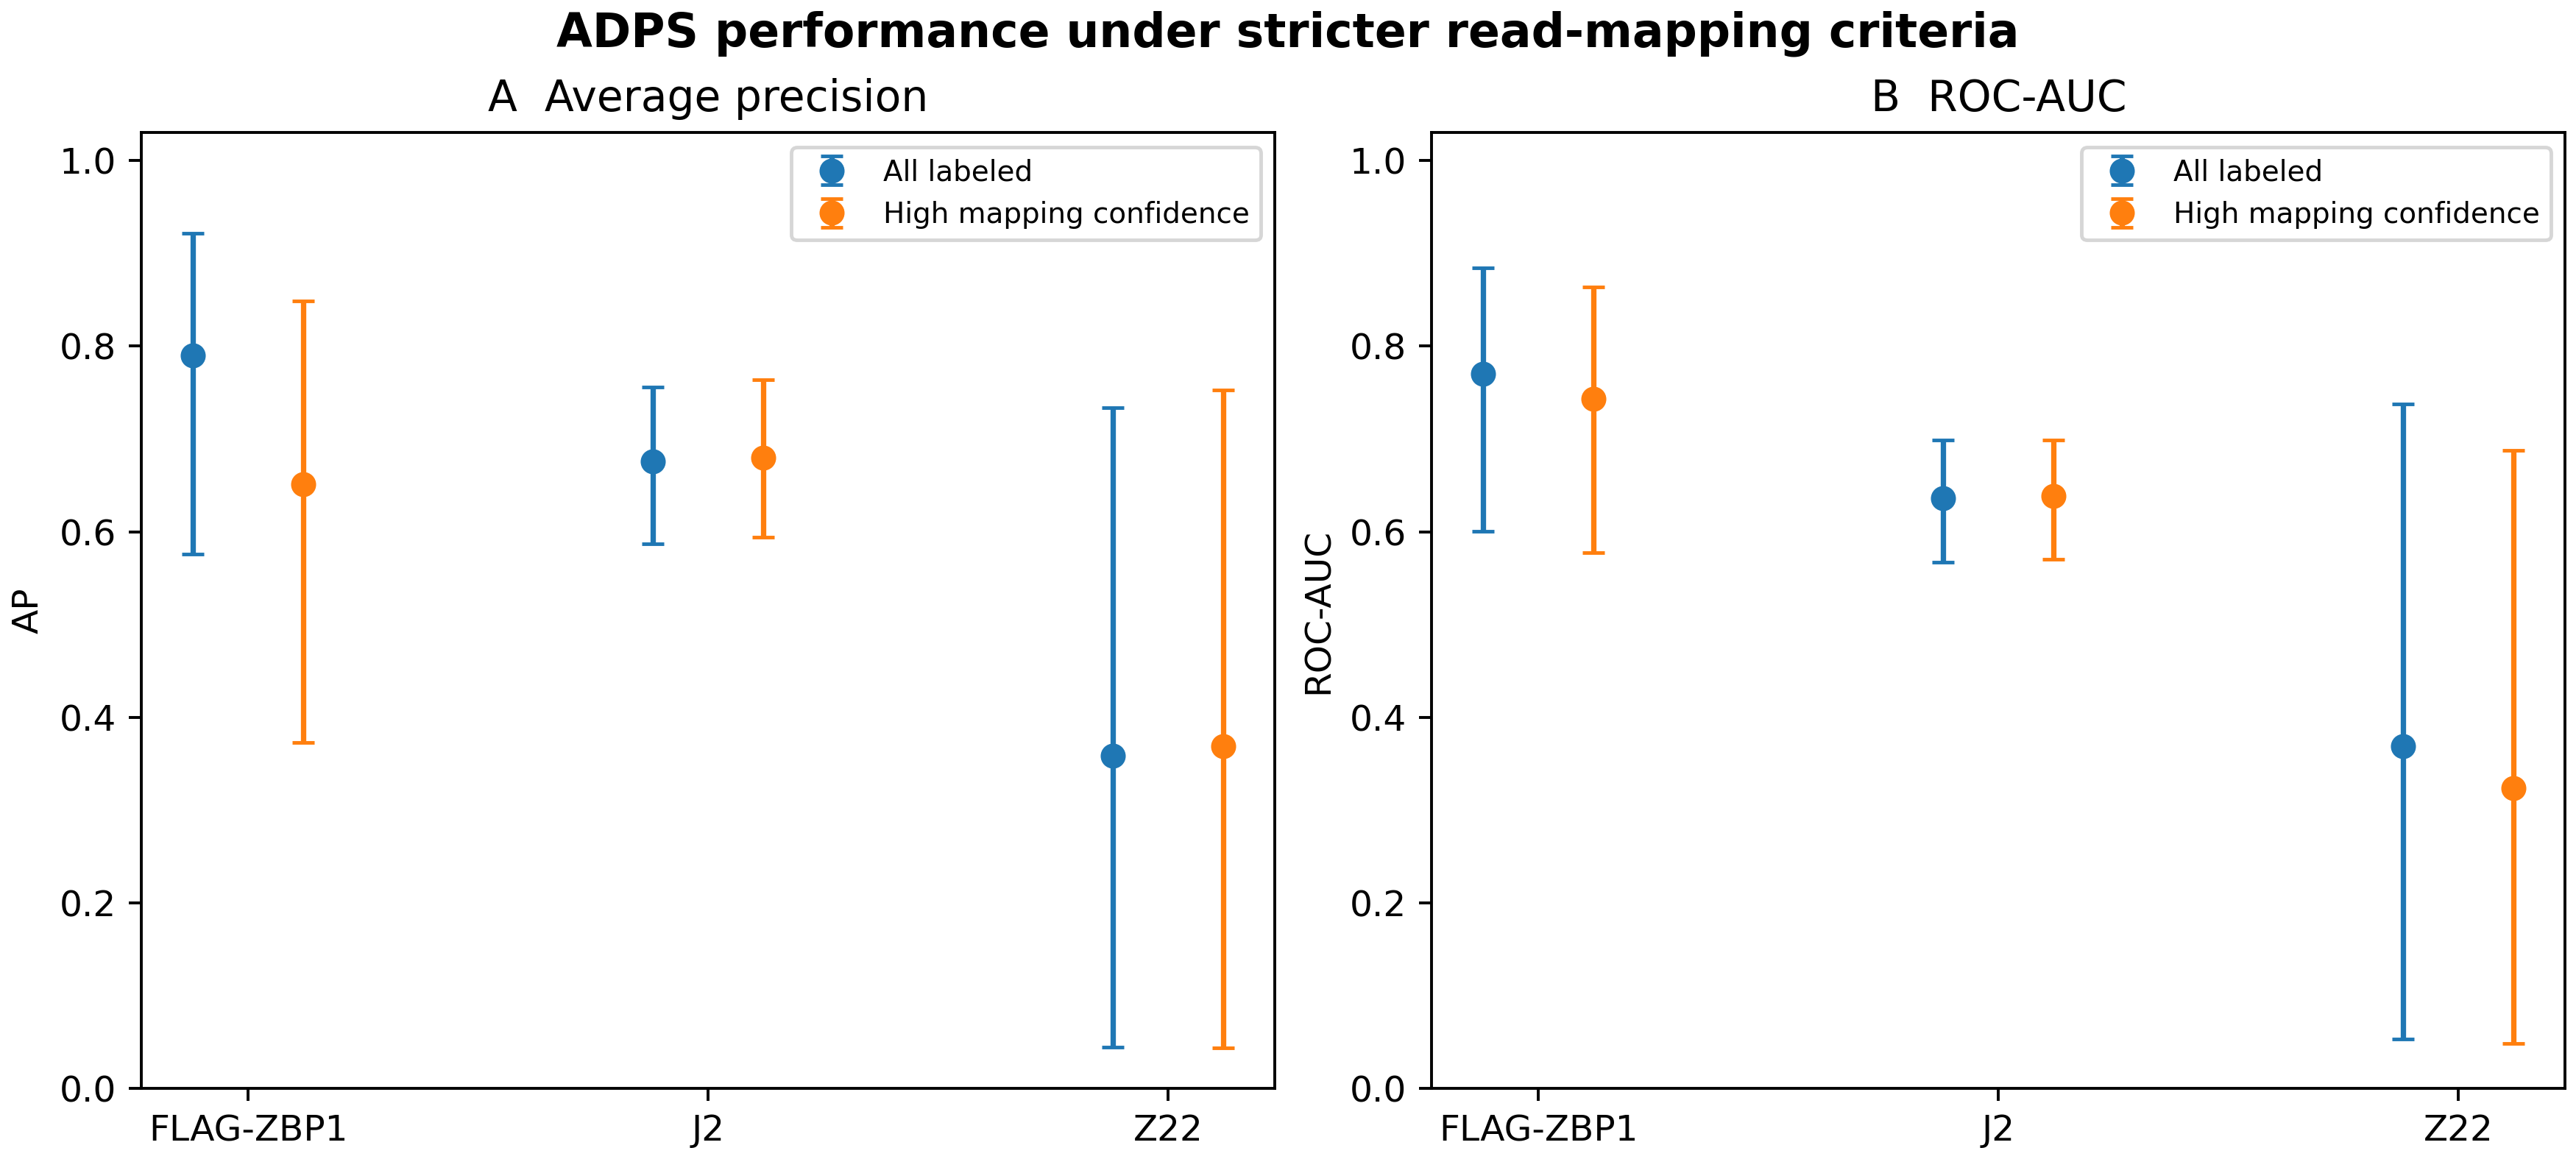 ADPS performance under stricter read-mapping criteria
A Average precision
1.0
0.8
0.6
0.4
0.2
0.0
AP
All labeled
High mapping confidence
FLAG-ZBP1 J2 Z22
B ROC-AUC
1.0
0.8
0.6
0.4
0.2
0.0
ROC-AUC
All labeled
High mapping confidence
FLAG-ZBP1 J2 Z22